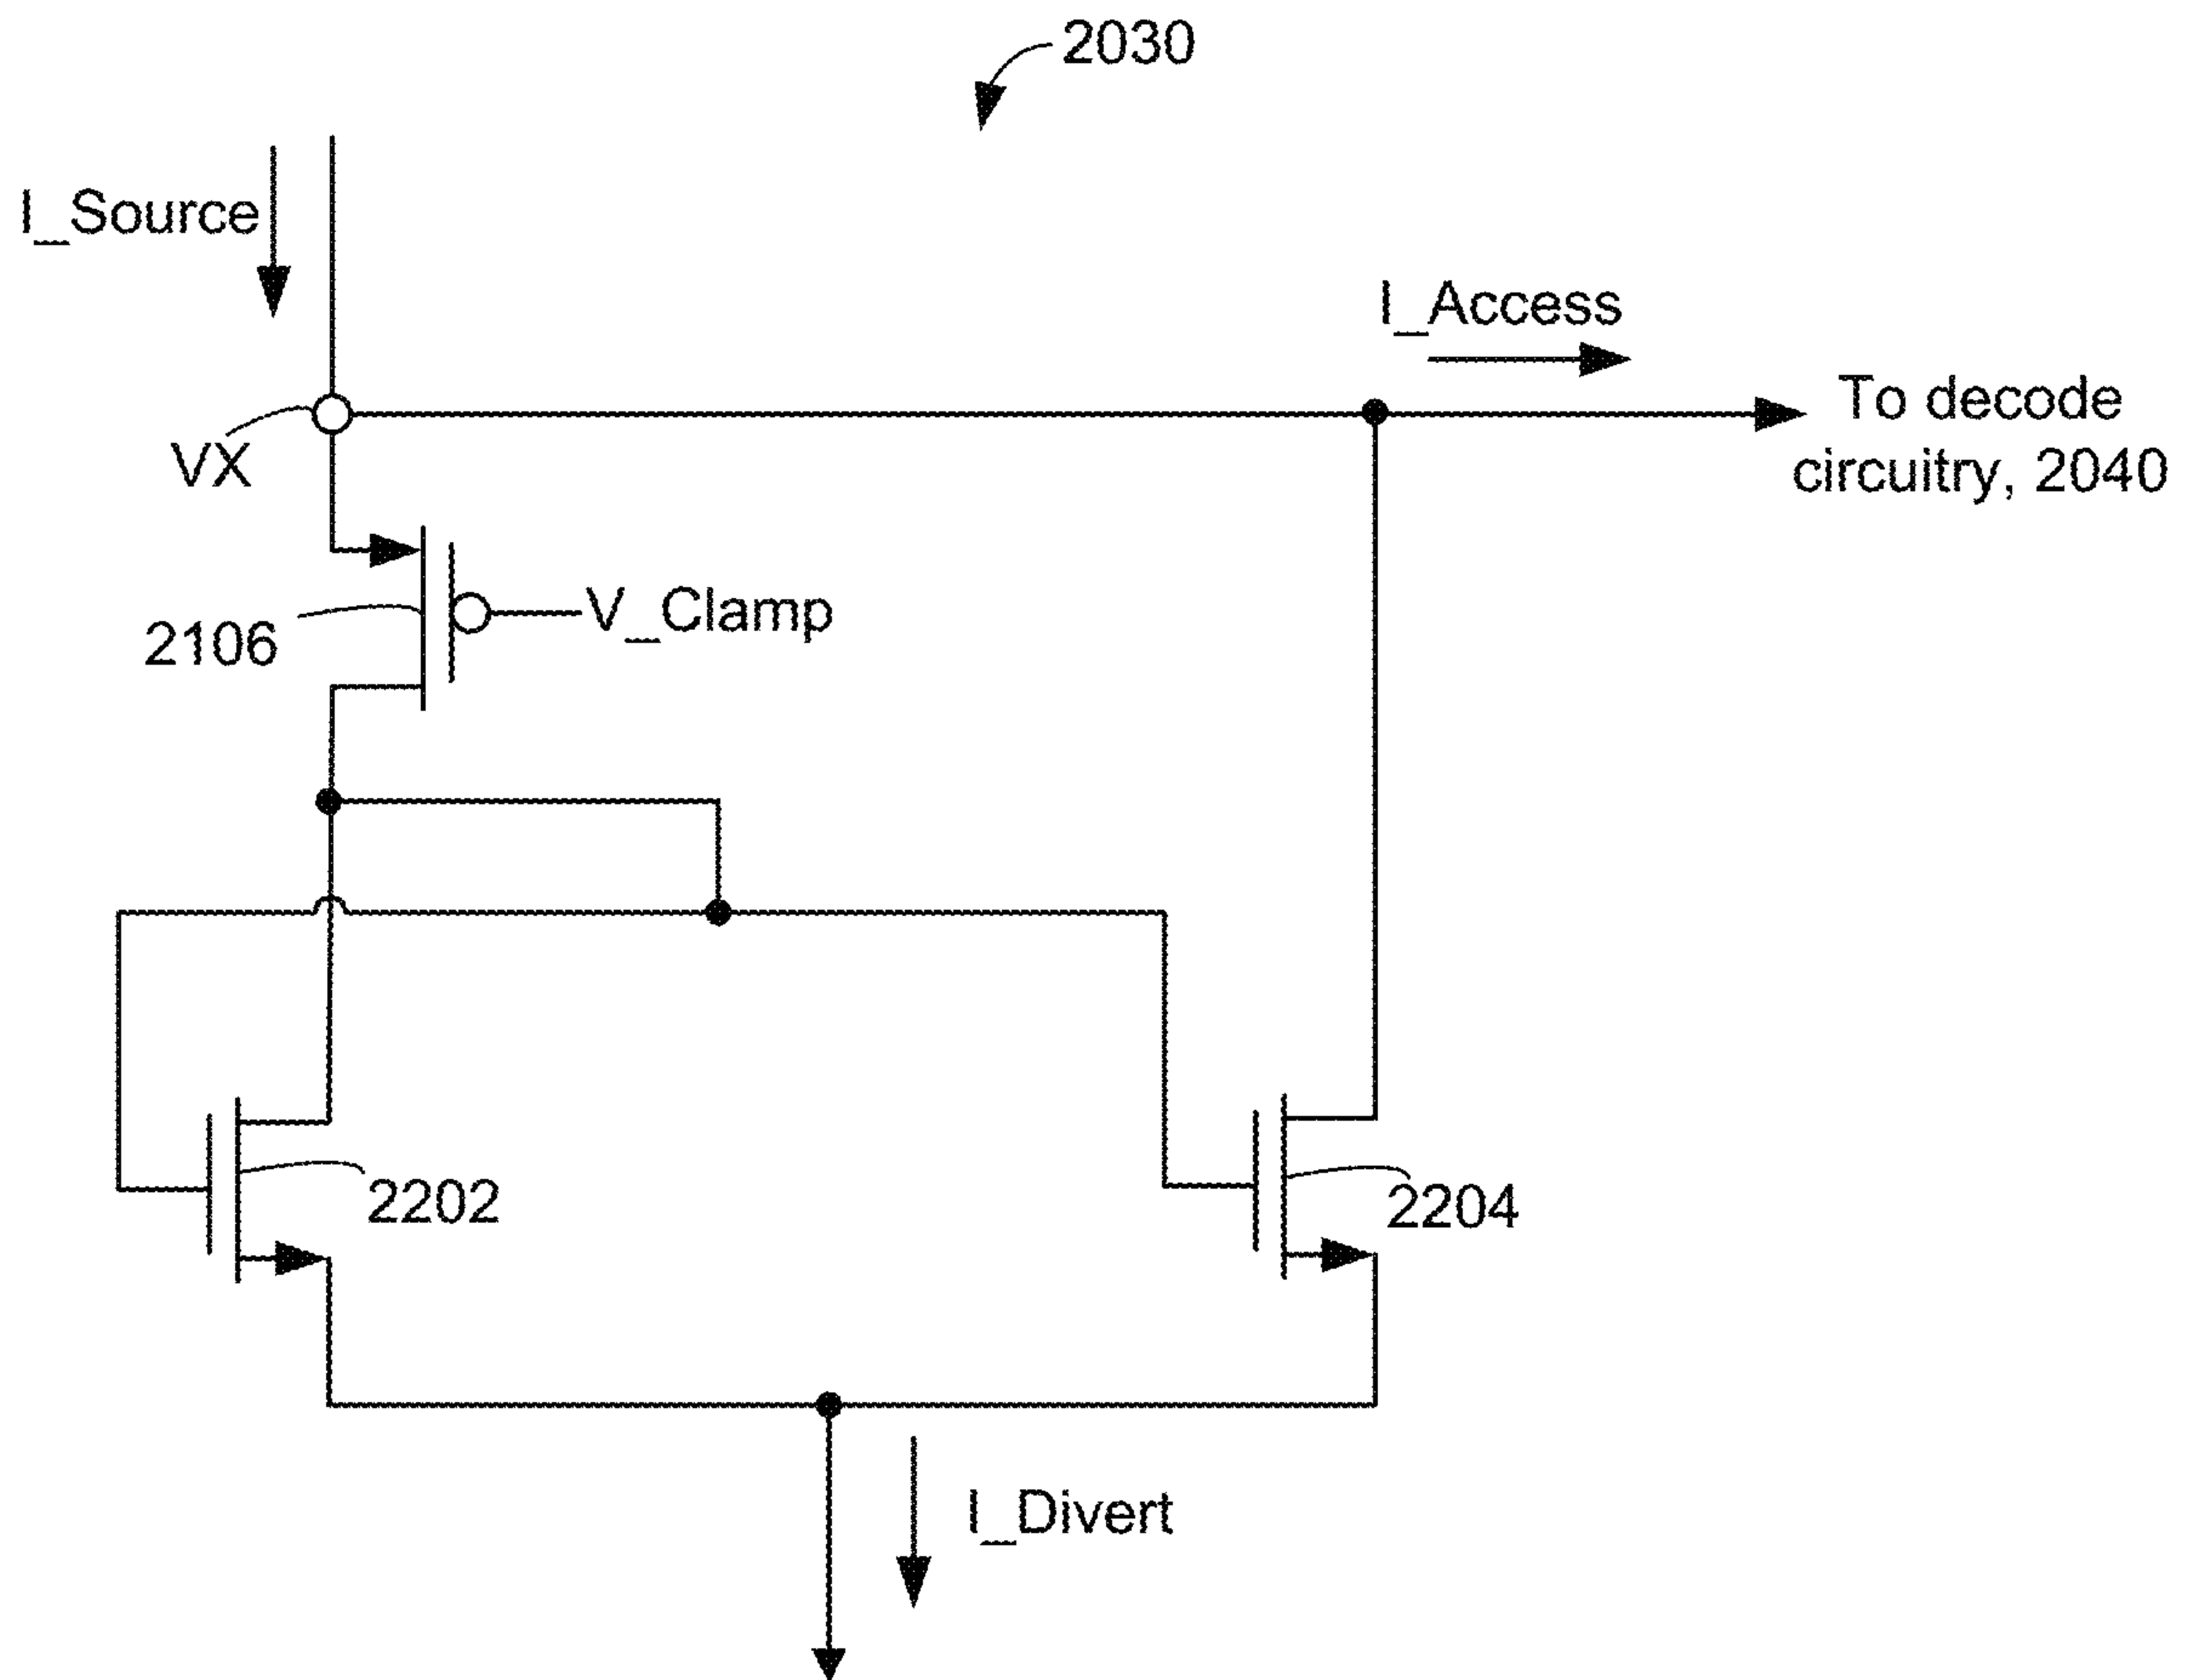 2030
I_Source
I_Access
To decode
circuitry, 2040
VX
V_Clamp
2106
2202
2204
I_Divert